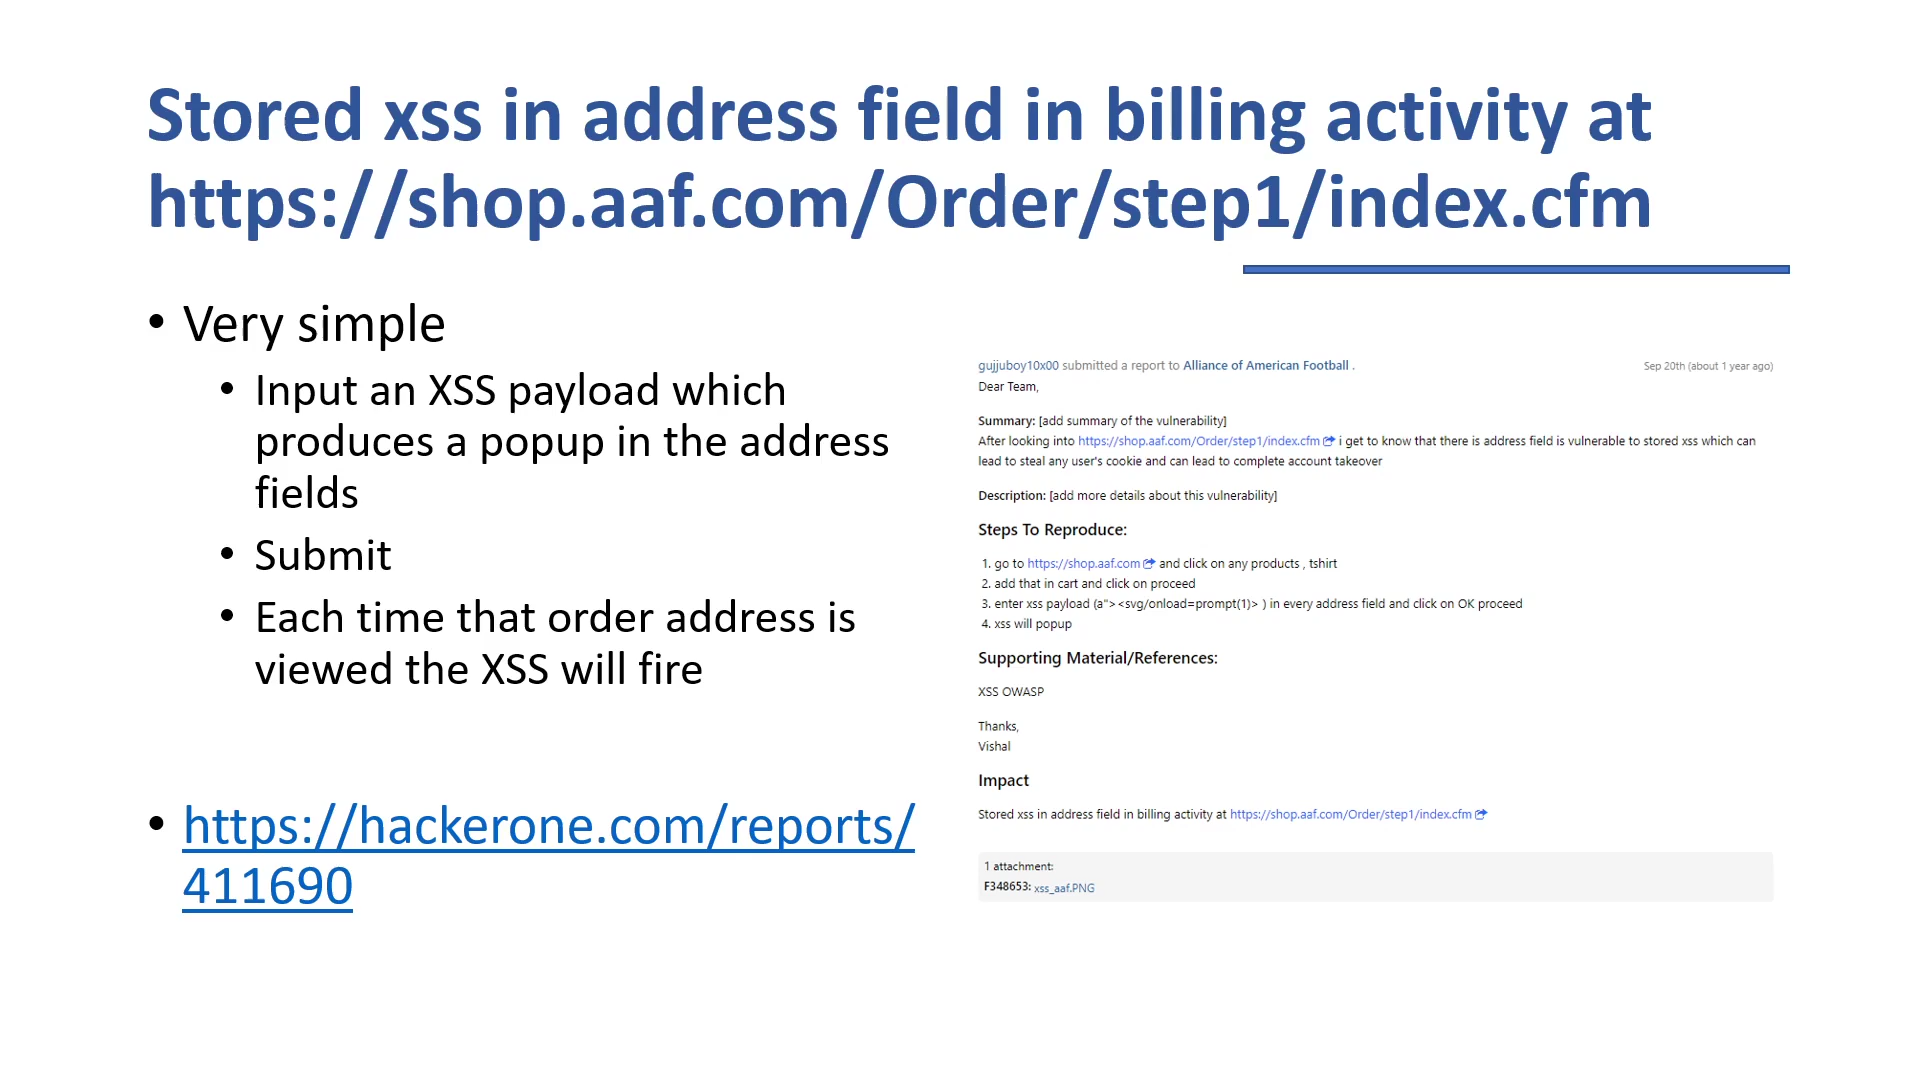 Stored xss in address field in billing activity at
https://shop.aaf.com/Order/step1/index.cfm
• Very simple
• Input an XSS payload which
produces a popup in the address
fields
• Submit
• Each time that order address is
viewed the XSS will fire
• https://hackerone.com/reports/
411690
gujjuboy10x00 submitted a report to Alliance of American Football . Sep 20th (about 1 year ago)
Dear Team,
Summary: [add summary of the vulnerability]
After looking into https://shop.aaf.com/Order/step1/index.cfm i get to know that there is address field is vulnerable to stored xss which can
lead to steal any user's cookie and can lead to complete account takeover
Description: [add more details about this vulnerability]
Steps To Reproduce:
1. go to https://shop.aaf.com and click on any products , tshirt
2. add that in cart and click on proceed
3. enter xss payload (a"><svg/onload=prompt(1)> ) in every address field and click on OK proceed
4. xss will popup
Supporting Material/References:
XSS OWASP
Thanks,
Vishal
Impact
Stored xss in address field in billing activity at https://shop.aaf.com/Order/step1/index.cfm
1 attachment:
F348653: xss_aaf.PNG